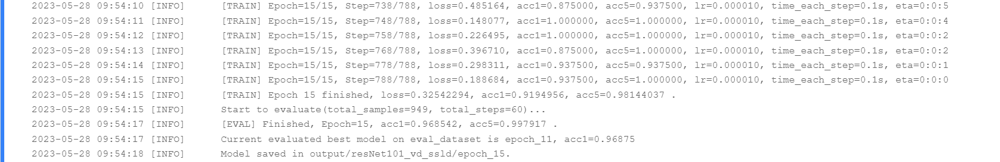 2023-05-28 09:54:10 [INFO] [TRAIN] Epoch=15/15, Step=738/788, loss=0.485164, acc1=0.875000, acc5=0.937500, lr=0.000010, time_each_step=0.1s, eta=0:0:5
2023-05-28 09:54:11 [INFO] [TRAIN] Epoch=15/15, Step=748/788, loss=0.148077, acc1=1.000000, acc5=1.000000, lr=0.000010, time_each_step=0.1s, eta=0:0:4
2023-05-28 09:54:12 [INFO] [TRAIN] Epoch=15/15, Step=758/788, loss=0.226495, acc1=1.000000, acc5=1.000000, lr=0.000010, time_each_step=0.1s, eta=0:0:2
2023-05-28 09:54:13 [INFO] [TRAIN] Epoch=15/15, Step=768/788, loss=0.396710, acc1=0.875000, acc5=1.000000, lr=0.000010, time_each_step=0.1s, eta=0:0:2
2023-05-28 09:54:14 [INFO] [TRAIN] Epoch=15/15, Step=778/788, loss=0.298311, acc1=0.937500, acc5=0.937500, lr=0.000010, time_each_step=0.1s, eta=0:0:1
2023-05-28 09:54:15 [INFO] [TRAIN] Epoch=15/15, Step=788/788, loss=0.188684, acc1=0.937500, acc5=1.000000, lr=0.000010, time_each_step=0.1s, eta=0:0:0
2023-05-28 09:54:15 [INFO] [TRAIN] Epoch 15 finished, loss=0.32542294, acc1=0.9194956, acc5=0.98144037 .
2023-05-28 09:54:15 [INFO] Start to evaluate(total_samples=949, total_steps=60)...
2023-05-28 09:54:17 [INFO] [EVAL] Finished, Epoch=15, acc1=0.968542, acc5=0.997917 .
2023-05-28 09:54:17 [INFO] Current evaluated best model on eval_dataset is epoch_11, acc1=0.96875
2023-05-28 09:54:18 [INFO] Model saved in output/resNet101_vd_ssld/epoch_15.